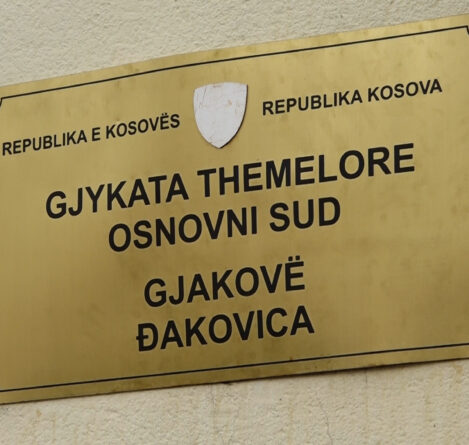 REPUBLIKA E KOSOVËS REPUBLIKA KOSOVA
GJYKATA THEMELORE
OSNOVNI SUD
GJAKOVË
ĐAKOVICA